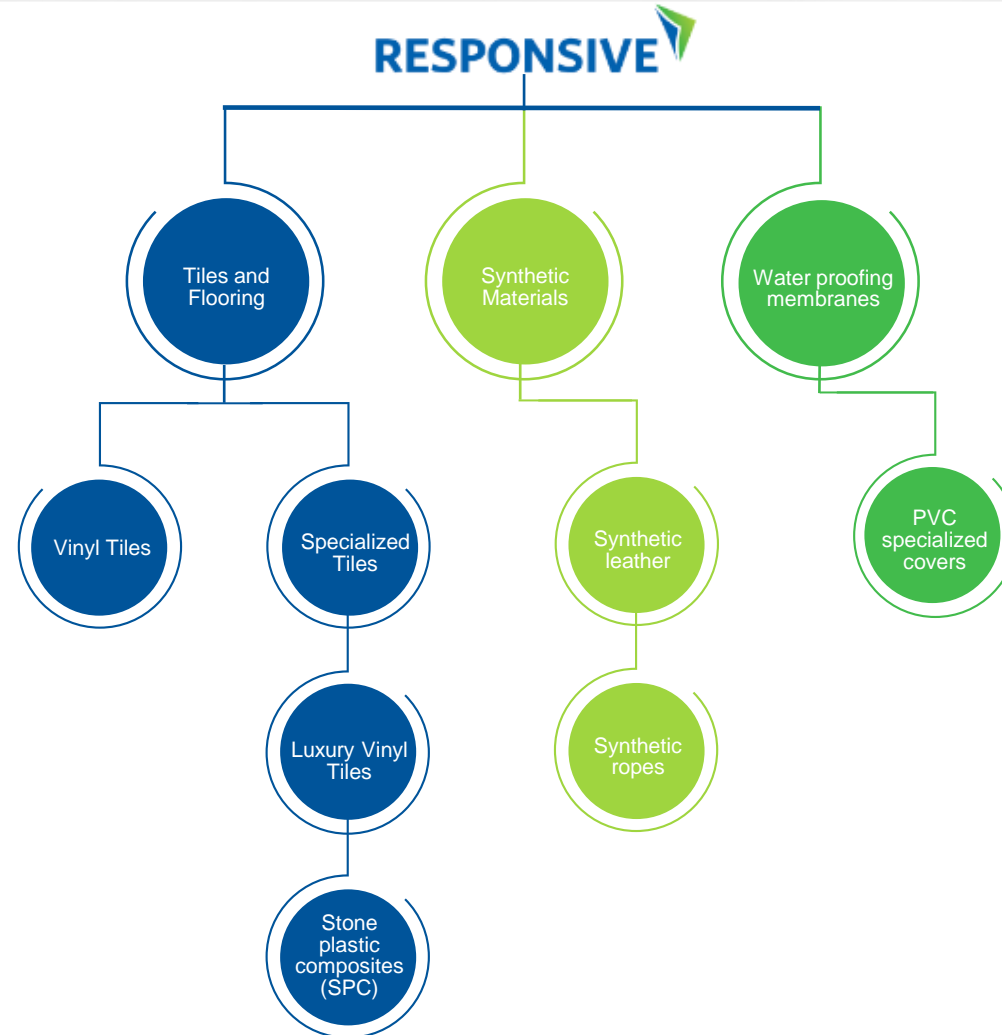 RESPONSIVE
Tiles and
Flooring
Synthetic
Materials
Water proofing
membranes
Vinyl Tiles
Specialized
Tiles
Synthetic
leather
PVC
specialized
covers
Luxury Vinyl
Tiles
Synthetic
ropes
Stone
plastic
composites
(SPC)